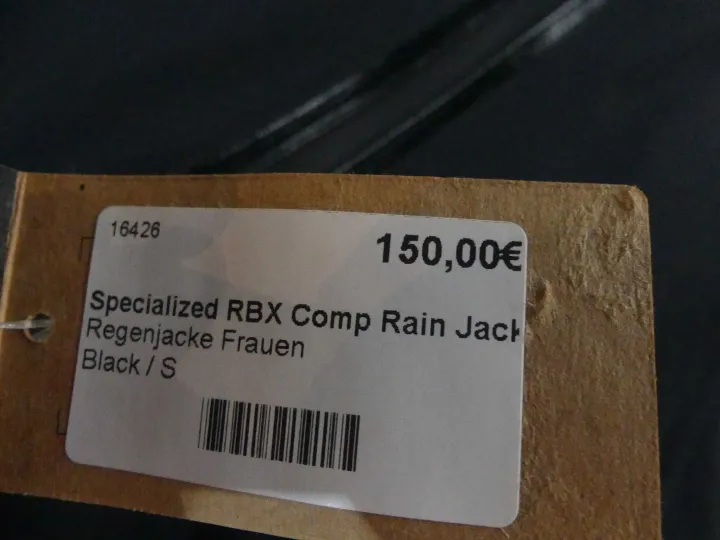 16426
150,00€
Specialized RBX Comp Rain Jack
Regenjacke Frauen
Black / S